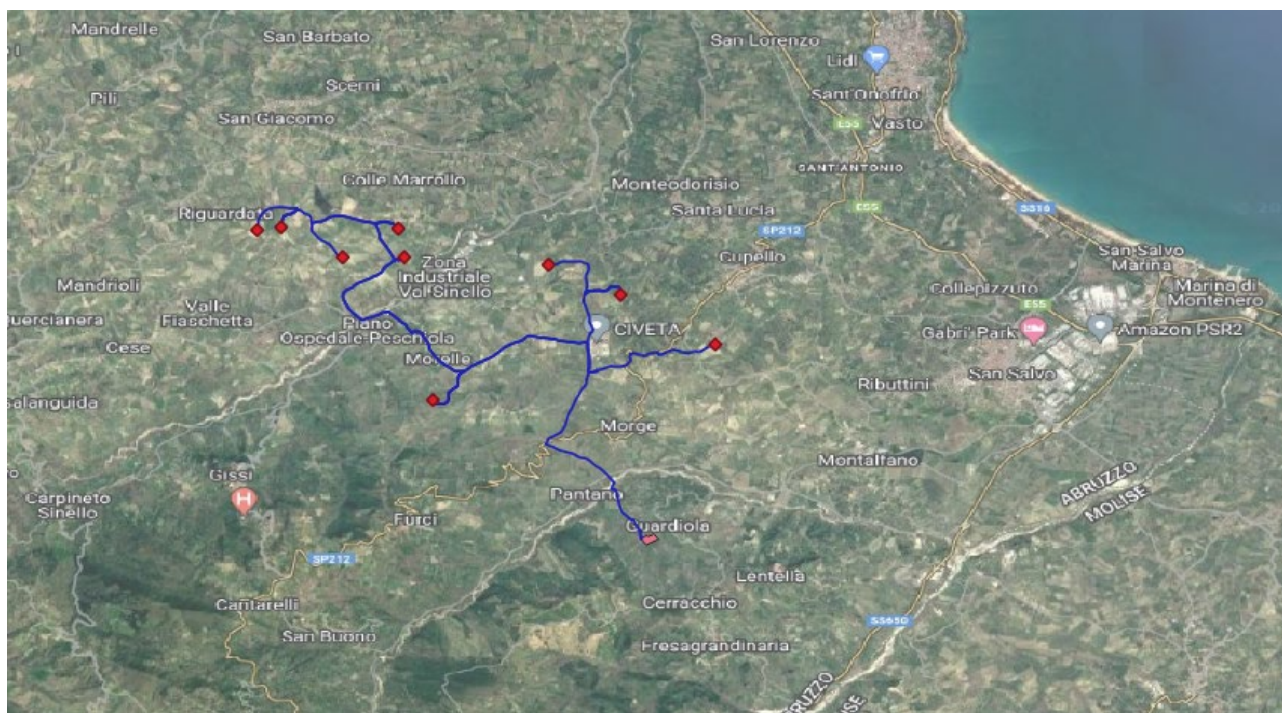 Mandrelle
San Barbato
San Lorenzo
Lidl
Scerni
Pili
Sant'Onofrio
San Giacomo
E55
Vasto
SANT'ANTONIO
Colle Marrollo
Monteodorisio
Riguardata
Santa Lucia
E55
SS16
SP212
Cupello
San Salvo
Marina
Zona
Industriale
Val Sinello
Mandrioli
Collepizzuto
Marina di
Montenero
Valle
Fiaschetta
E55
Piano
Ospedale-Peschiola
CIVETA
Gabri' Park
Amazon PSR2
Cese
Morelle
San Salvo
Ributtini
Morge
Montalfano
ABRUZZO
MOLISE
Gissi
Carpineto
Sinello
Pantano
Furci
Guardiola
SP212
Lentella
Cantarelli
Cerracchio
San Buono
SS650
Fresagrandinaria
MOLISE